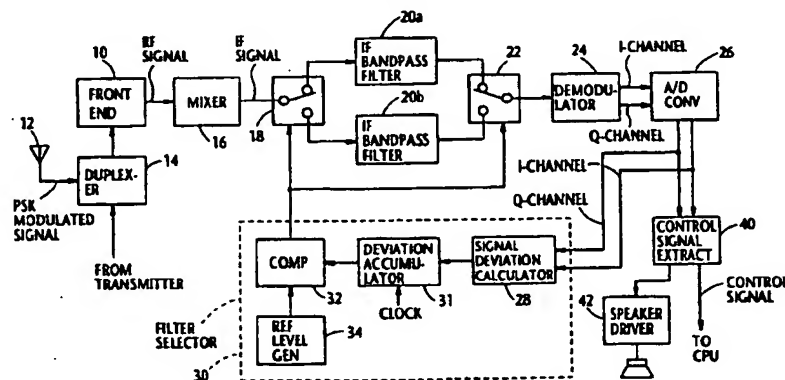 20a
RF SIGNAL
IF SIGNAL
IF BANDPASS
FILTER
22
24
I-CHANNEL
26
10
FRONT
END
MIXER
16
18
20b
IF BANDPASS
FILTER
DEMOD-
ULATOR
A/D
CONV
Q-CHANNEL
12
DUPLEX-
ER
14
PSK
MODULATED
SIGNAL
FROM
TRANSMITTER
I-CHANNEL
Q-CHANNEL
COMP
32
DEVIATION
ACCUMU-
LATOR
31
CLOCK
SIGNAL
DEVIATION
CALCULATOR
28
CONTROL
SIGNAL
EXTRACT
40
FILTER
SELECTOR
REF
LEVEL
GEN
34
30
42
SPEAKER
DRIVER
CONTROL
SIGNAL
TO
CPU